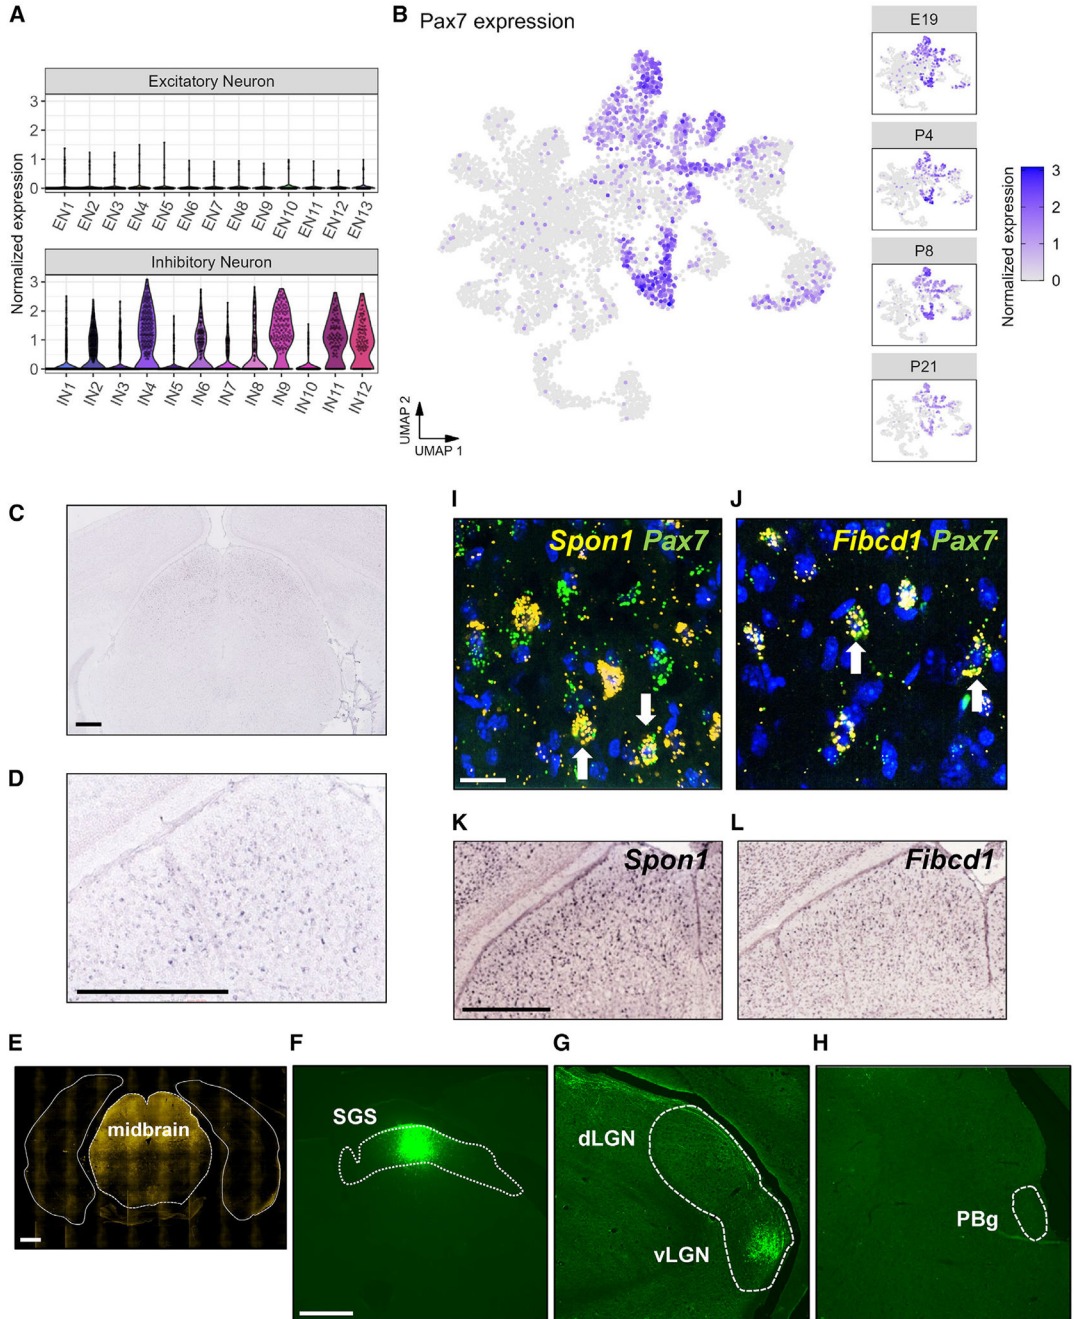 A
Excitatory Neuron
Normalized expression
3
2
1
0
EN1 EN2 EN3 EN4 EN5 EN6 EN7 EN8 EN9 EN10 EN11 EN12 EN13
Inhibitory Neuron
3
2
1
0
IN1 IN2 IN3 IN4 IN5 IN6 IN7 IN8 IN9 IN10 IN11 IN12
B Pax7 expression
UMAP 2
UMAP 1
E19
P4
P8
P21
Normalized expression
3
2
1
0
C
D
I
Spon1 Pax7
J
Fibcd1 Pax7
K
Spon1
L
Fibcd1
E
midbrain
F
SGS
G
dLGN
vLGN
H
PBg